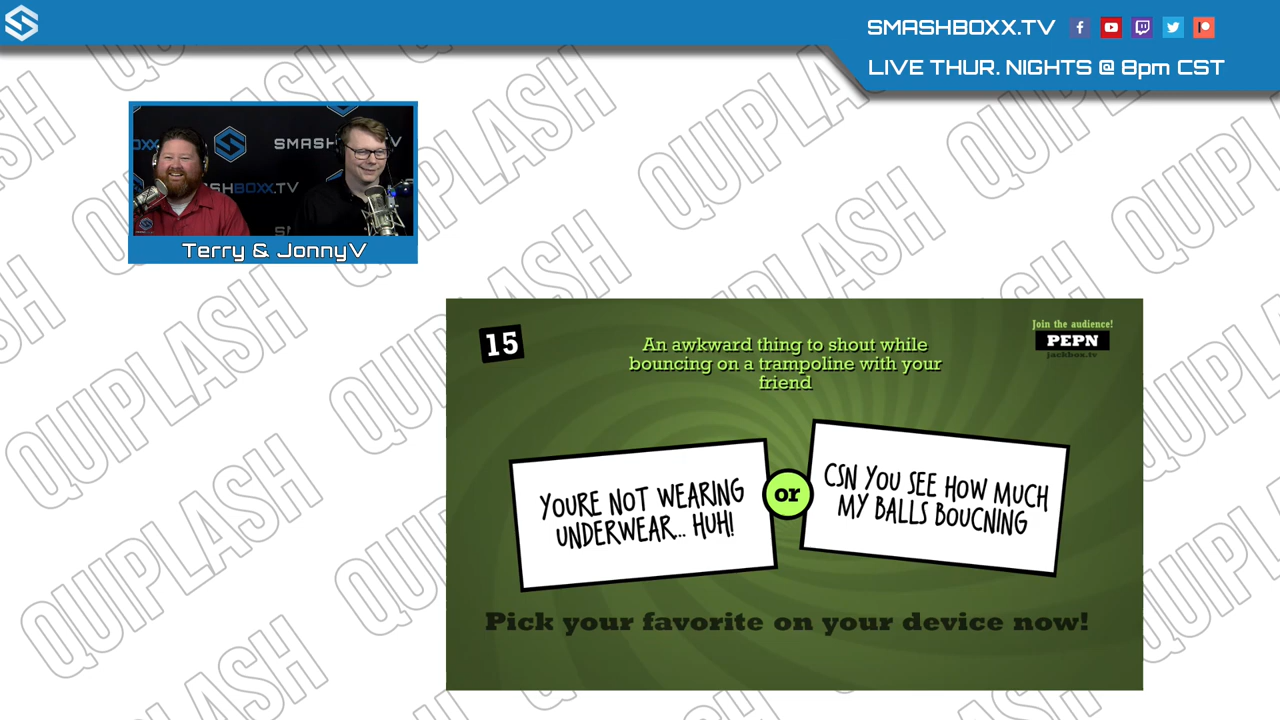 SMASHBOXX.TV
LIVE THUR. NIGHTS @ 8pm CST
SMASH
SHBOXX.TV
Terry & JonnyV
QUIPLASH
15
An awkward thing to shout while
bouncing on a trampoline with your
friend
Join the audience!
PEPN
jackbox.tv
YOURE NOT WEARING
UNDERWEAR... HUH!
or
CSN YOU SEE HOW MUCH
MY BALLS BOUCNING
Pick your favorite on your device now!